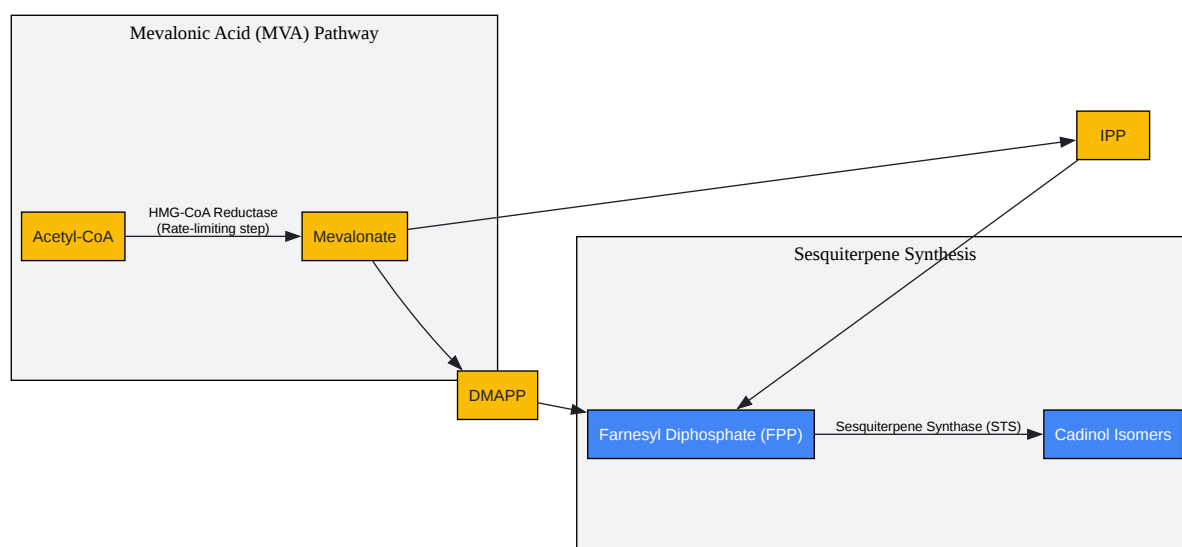 Mevalonic Acid (MVA) Pathway
IPP
HMG-CoA Reductase
(Rate-limiting step)
Acetyl-CoA
Mevalonate
Sesquiterpene Synthesis
DMAPP
Farnesyl Diphosphate (FPP)
Sesquiterpene Synthase (STS)
Cadinol Isomers